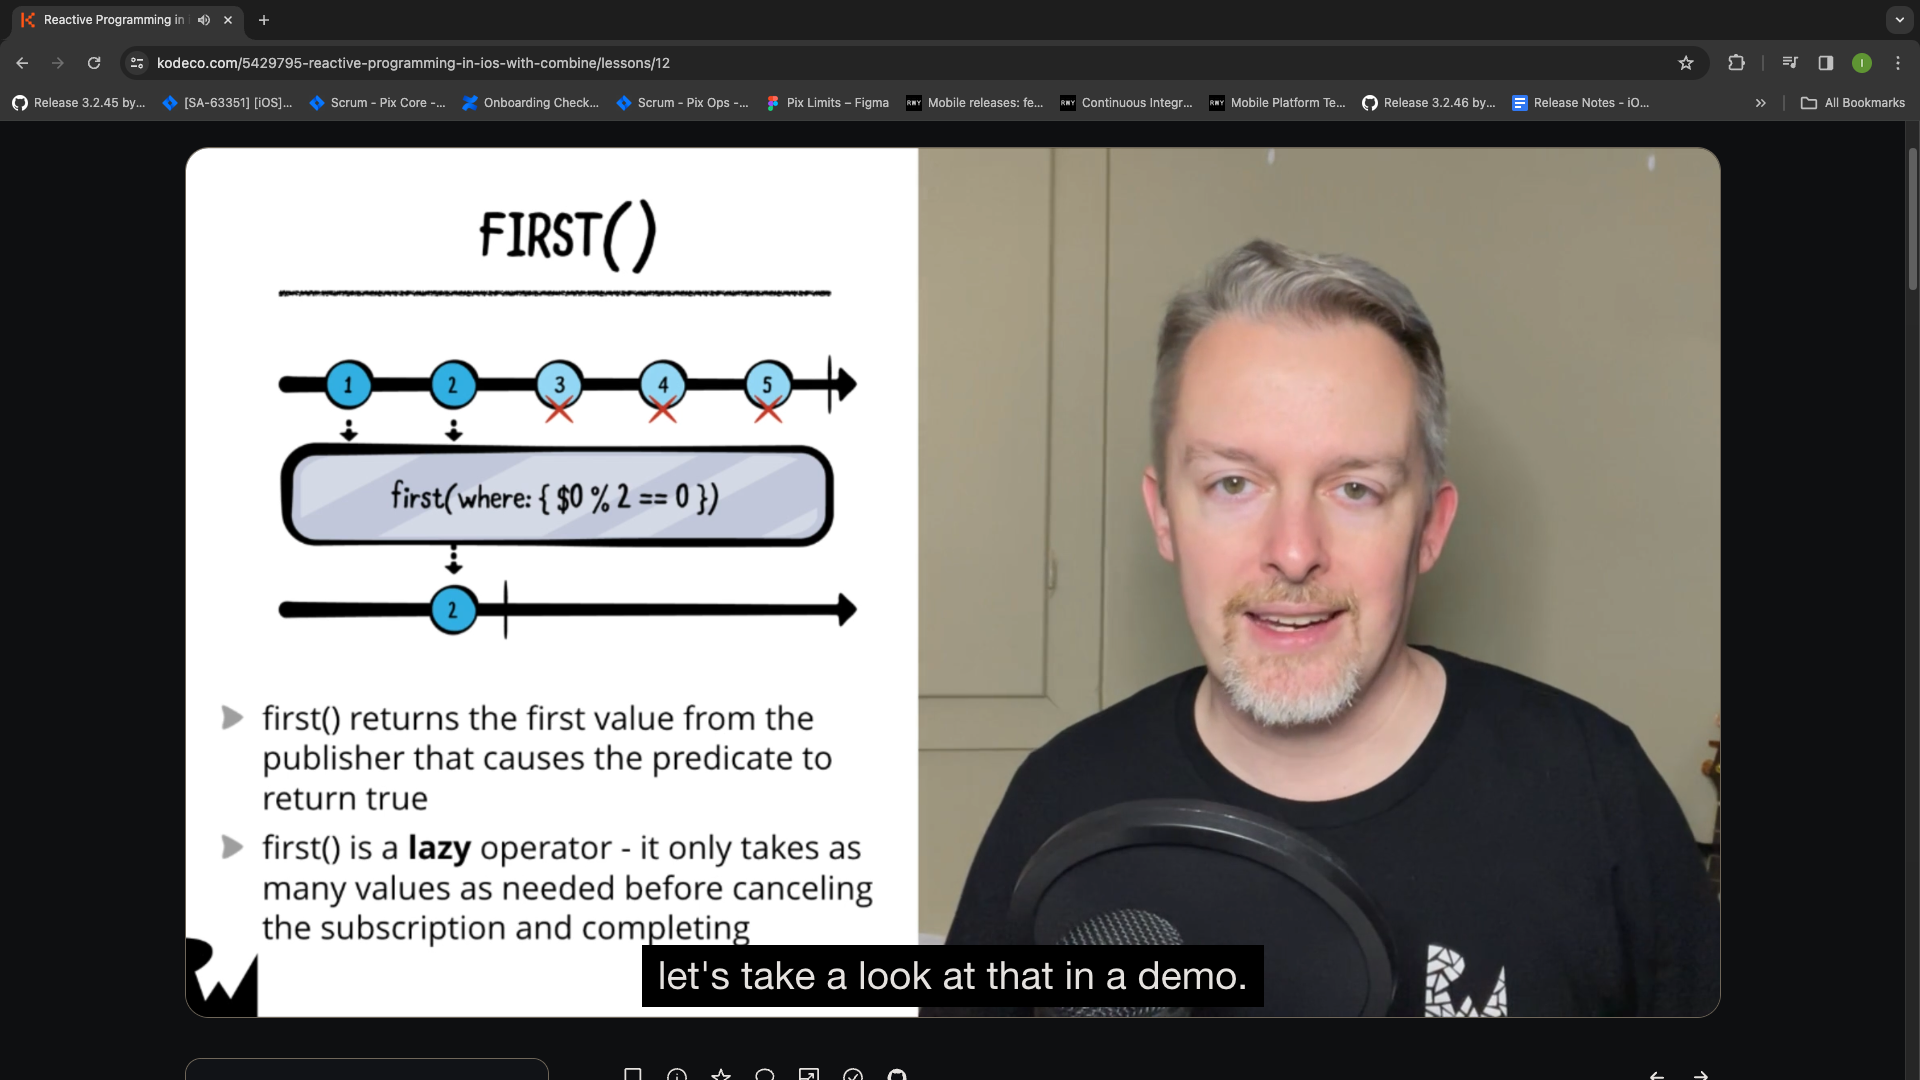 Reactive Programming in
kodeco.com/5429795-reactive-programming-in-ios-with-combine/lessons/12
I
Release 3.2.45 by...
[SA-63351] [iOS]...
Scrum - Pix Core -...
Onboarding Check...
Scrum - Pix Ops -...
Pix Limits – Figma
Mobile releases: fe...
Continuous Integr...
Mobile Platform Te...
Release 3.2.46 by...
Release Notes - iO...
All Bookmarks
FIRST()
1 2 3 4 5
first(where: { $0 % 2 == 0 })
2
first() returns the first value from the
publisher that causes the predicate to
return true
first() is a lazy operator - it only takes as
many values as needed before canceling
the subscription and completing
let's take a look at that in a demo.